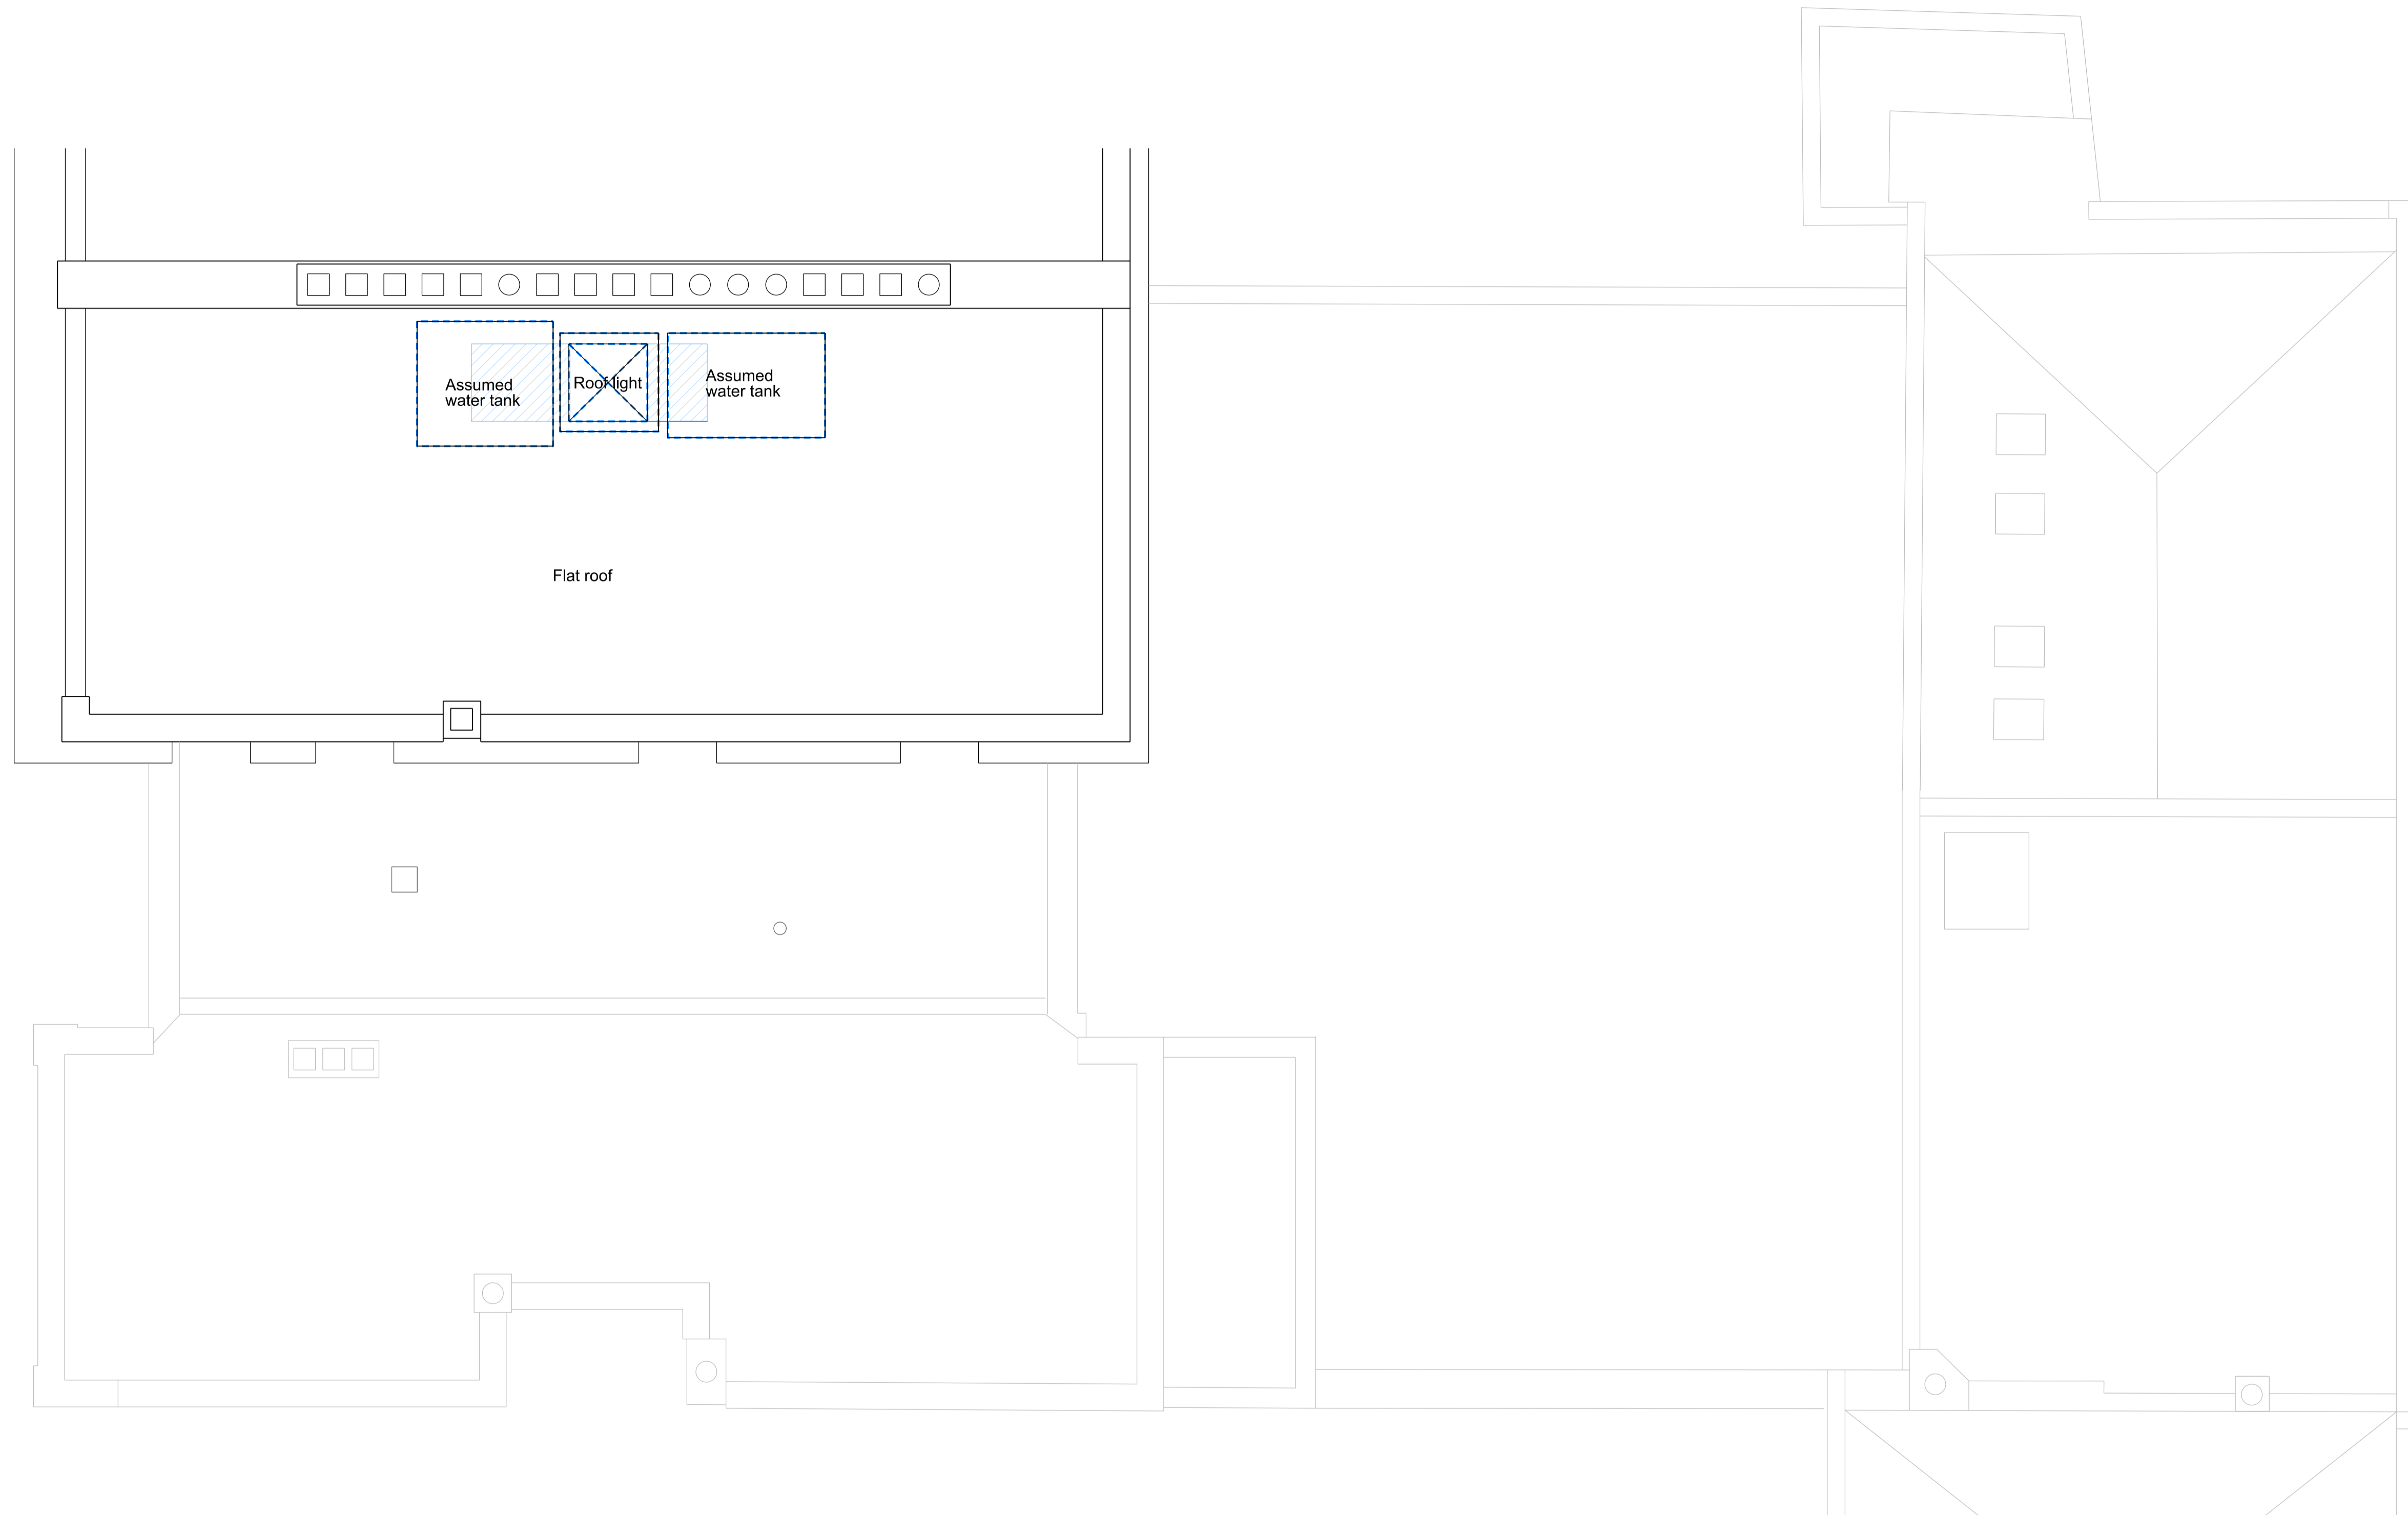 Assumed
water tank
Roof light
Assumed
water tank
Flat roof